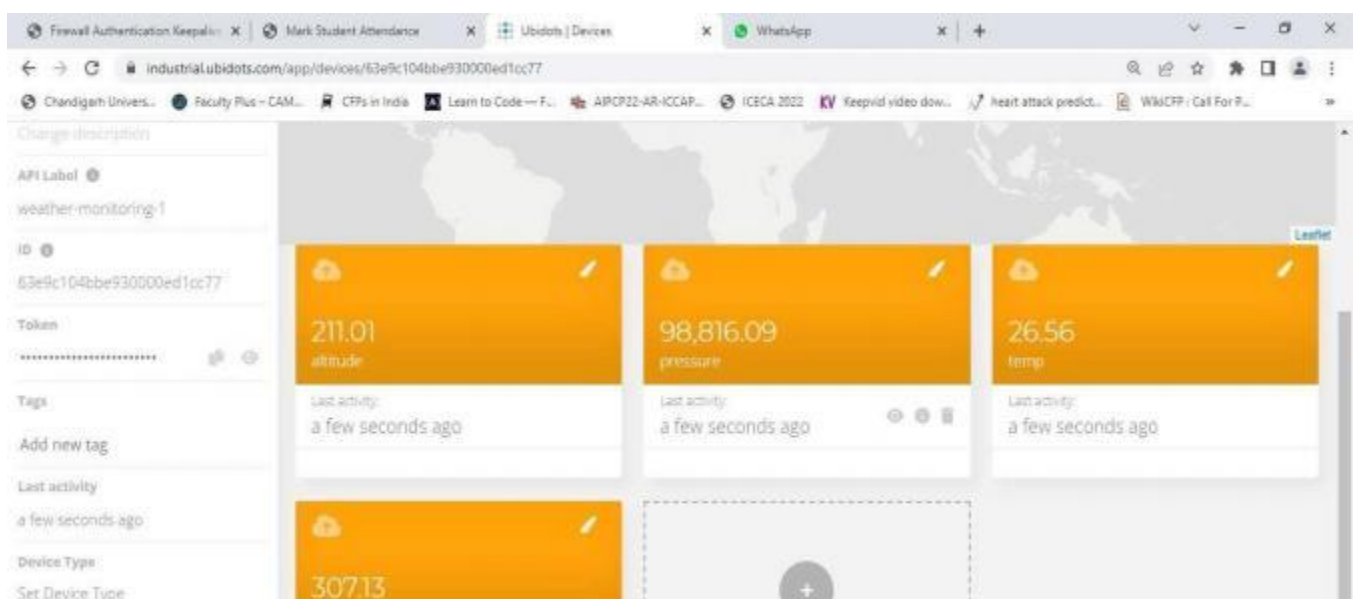 Firewall Authentication Keepaliv
Mark Student Attendance
Ubidots | Devices
WhatsApp
industrial.ubidots.com/app/devices/63e9c104bbe930000ed1cc77
Chandigarh Univers...
Faculty Plus - CAM...
CFPs in India
Learn to Code — F...
AIPCP22-AR-ICCAP...
ICECA 2022
KV Keepvid video dow...
heart attack predict...
WikiCFP : Call For P...
Change description
API Label
weather-monitoring-1
ID
63e9c104bbe930000ed1cc77
Token
Tags
Add new tag
Last activity
a few seconds ago
Device Type
Set Device Type
Leaflet
211.01
altitude
Last activity:
a few seconds ago
98,816.09
pressure
Last activity:
a few seconds ago
26.56
temp
Last activity:
a few seconds ago
307.13